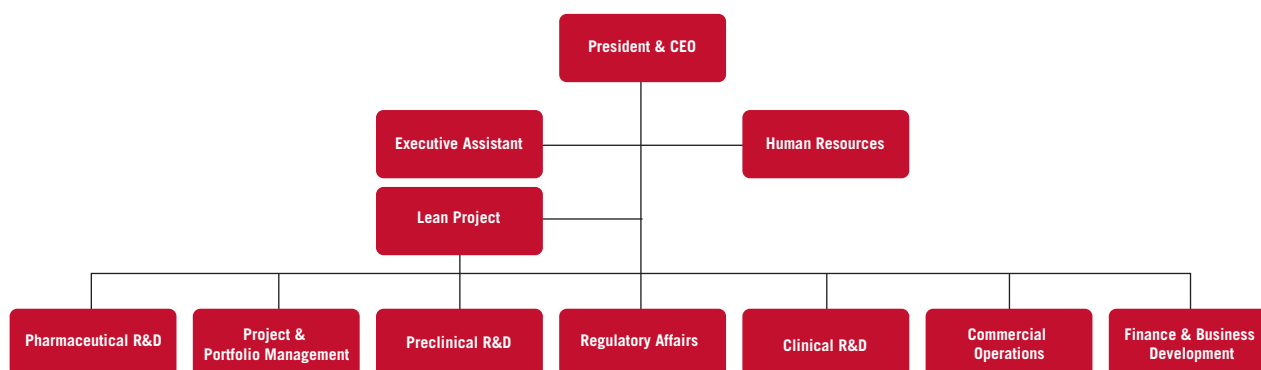 President & CEO
Executive Assistant
Human Resources
Lean Project
Pharmaceutical R&D
Project &
Portfolio Management
Preclinical R&D
Regulatory Affairs
Clinical R&D
Commercial
Operations
Finance & Business
Development